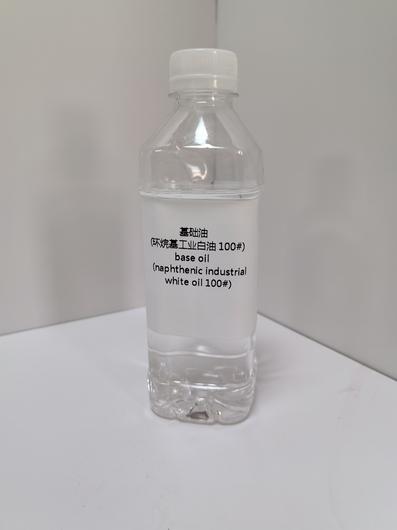 基础油
(环烷基工业白油 100#)
base oil
(naphthenic industrial
white oil 100#)